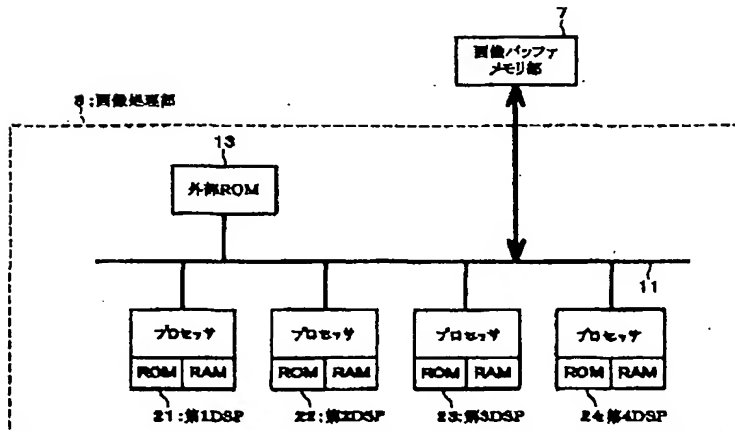 7
画像バッファ
メモリ部
8:画像処理部
13
外部ROM
11
プロセッサ
プロセッサ
プロセッサ
プロセッサ
ROM RAM
ROM RAM
ROM RAM
ROM RAM
21:第1DSP
22:第2DSP
23:第3DSP
24:第4DSP